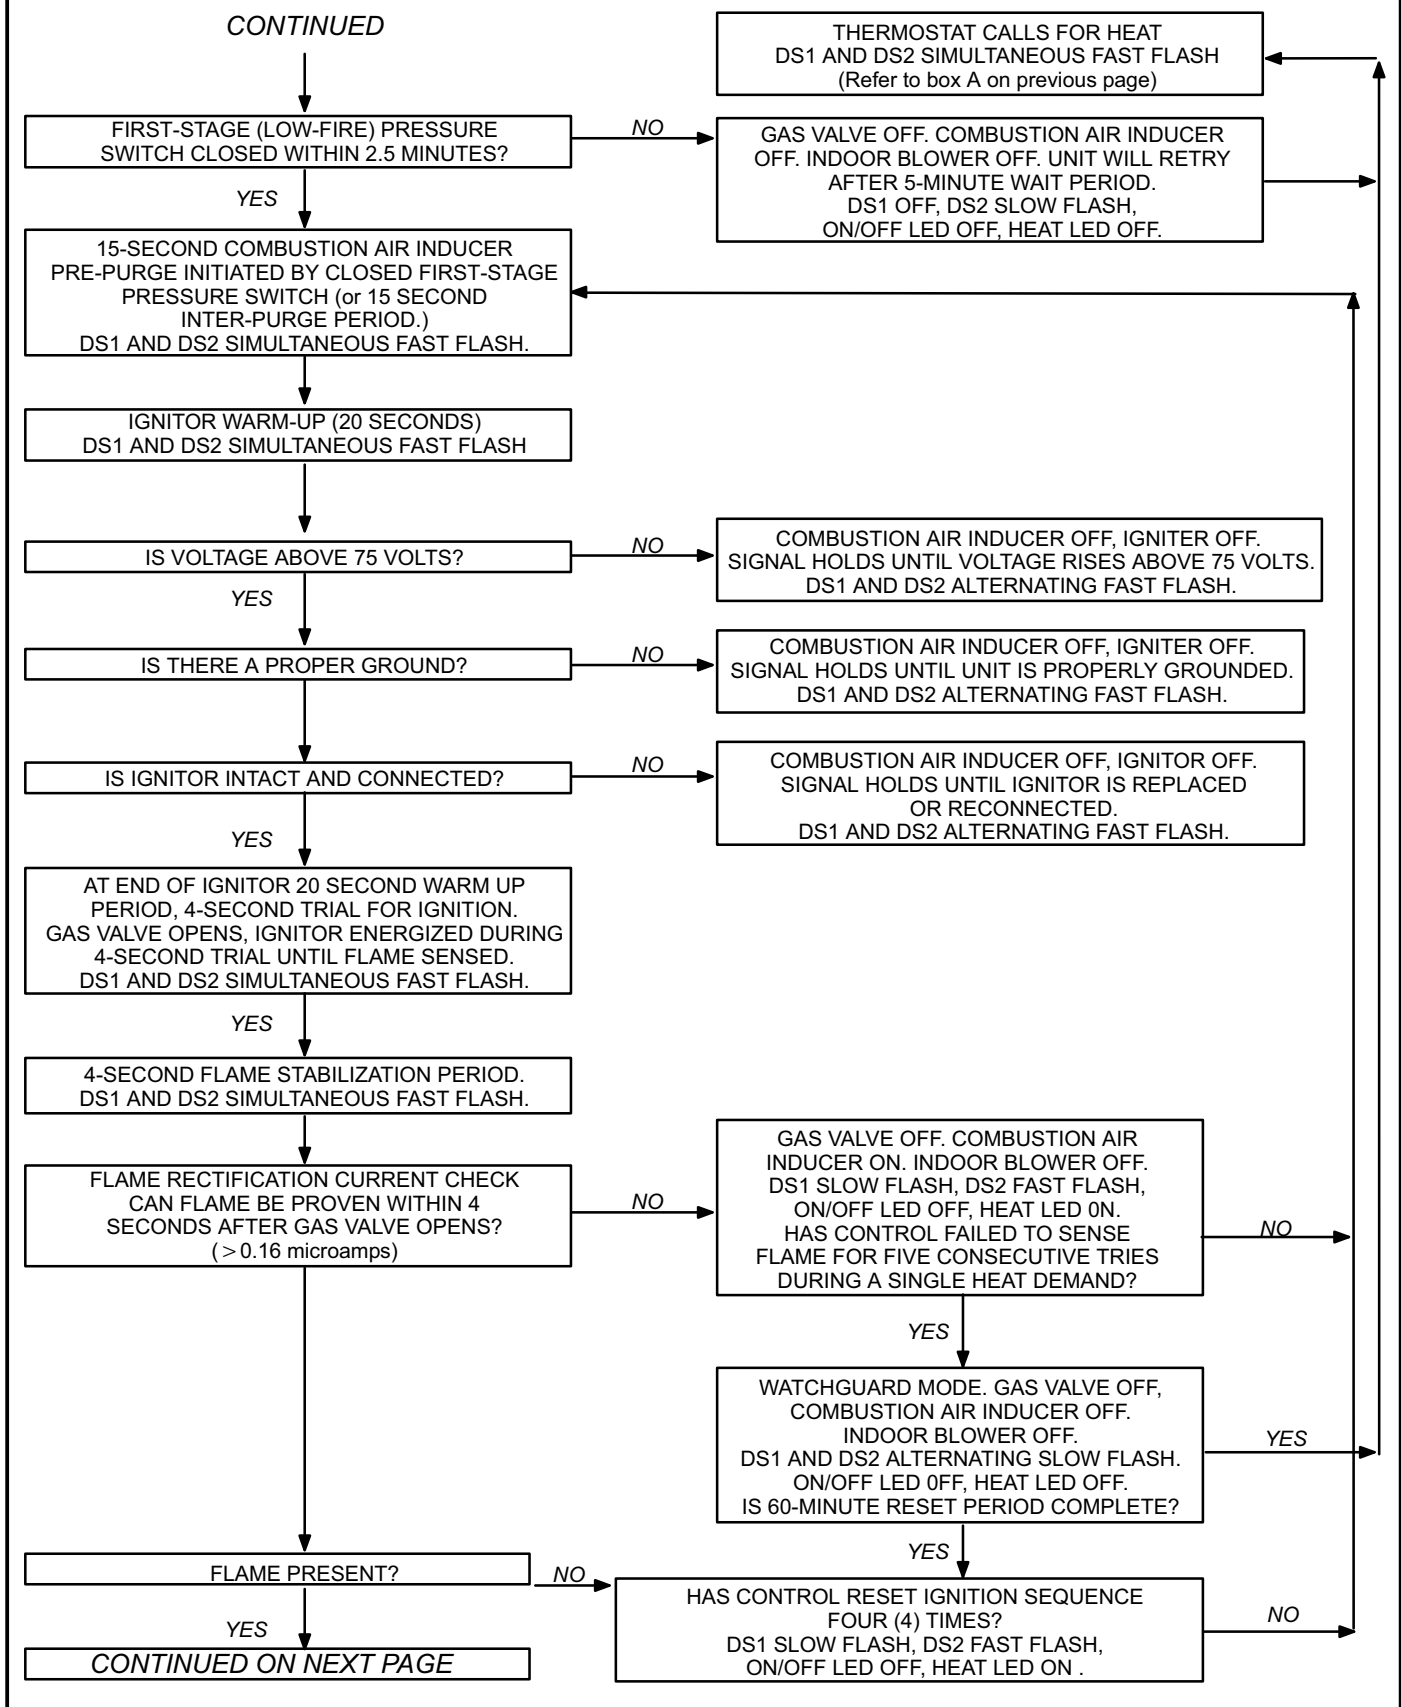 CONTINUED
THERMOSTAT CALLS FOR HEAT
DS1 AND DS2 SIMULTANEOUS FAST FLASH
(Refer to box A on previous page)
FIRST-STAGE (LOW-FIRE) PRESSURE
SWITCH CLOSED WITHIN 2.5 MINUTES?
NO
GAS VALVE OFF. COMBUSTION AIR INDUCER
OFF. INDOOR BLOWER OFF. UNIT WILL RETRY
AFTER 5-MINUTE WAIT PERIOD.
DS1 OFF, DS2 SLOW FLASH,
ON/OFF LED OFF, HEAT LED OFF.
YES
15-SECOND COMBUSTION AIR INDUCER
PRE-PURGE INITIATED BY CLOSED FIRST-STAGE
PRESSURE SWITCH (or 15 SECOND
INTER-PURGE PERIOD.)
DS1 AND DS2 SIMULTANEOUS FAST FLASH.
IGNITOR WARM-UP (20 SECONDS)
DS1 AND DS2 SIMULTANEOUS FAST FLASH
IS VOLTAGE ABOVE 75 VOLTS?
NO
COMBUSTION AIR INDUCER OFF, IGNITER OFF.
SIGNAL HOLDS UNTIL VOLTAGE RISES ABOVE 75 VOLTS.
DS1 AND DS2 ALTERNATING FAST FLASH.
YES
IS THERE A PROPER GROUND?
NO
COMBUSTION AIR INDUCER OFF, IGNITER OFF.
SIGNAL HOLDS UNTIL UNIT IS PROPERLY GROUNDED.
DS1 AND DS2 ALTERNATING FAST FLASH.
IS IGNITOR INTACT AND CONNECTED?
NO
COMBUSTION AIR INDUCER OFF, IGNITOR OFF.
SIGNAL HOLDS UNTIL IGNITOR IS REPLACED
OR RECONNECTED.
DS1 AND DS2 ALTERNATING FAST FLASH.
YES
AT END OF IGNITOR 20 SECOND WARM UP
PERIOD, 4-SECOND TRIAL FOR IGNITION.
GAS VALVE OPENS, IGNITOR ENERGIZED DURING
4-SECOND TRIAL UNTIL FLAME SENSED.
DS1 AND DS2 SIMULTANEOUS FAST FLASH.
YES
4-SECOND FLAME STABILIZATION PERIOD.
DS1 AND DS2 SIMULTANEOUS FAST FLASH.
FLAME RECTIFICATION CURRENT CHECK
CAN FLAME BE PROVEN WITHIN 4
SECONDS AFTER GAS VALVE OPENS?
(>0.16 microamps)
NO
GAS VALVE OFF. COMBUSTION AIR
INDUCER ON. INDOOR BLOWER OFF.
DS1 SLOW FLASH, DS2 FAST FLASH,
ON/OFF LED OFF, HEAT LED 0N.
HAS CONTROL FAILED TO SENSE
FLAME FOR FIVE CONSECUTIVE TRIES
DURING A SINGLE HEAT DEMAND?
NO
YES
WATCHGUARD MODE. GAS VALVE OFF,
COMBUSTION AIR INDUCER OFF.
INDOOR BLOWER OFF.
DS1 AND DS2 ALTERNATING SLOW FLASH.
ON/OFF LED 0FF, HEAT LED OFF.
IS 60-MINUTE RESET PERIOD COMPLETE?
YES
YES
FLAME PRESENT?
NO
HAS CONTROL RESET IGNITION SEQUENCE
FOUR (4) TIMES?
DS1 SLOW FLASH, DS2 FAST FLASH,
ON/OFF LED OFF, HEAT LED ON .
NO
YES
CONTINUED ON NEXT PAGE